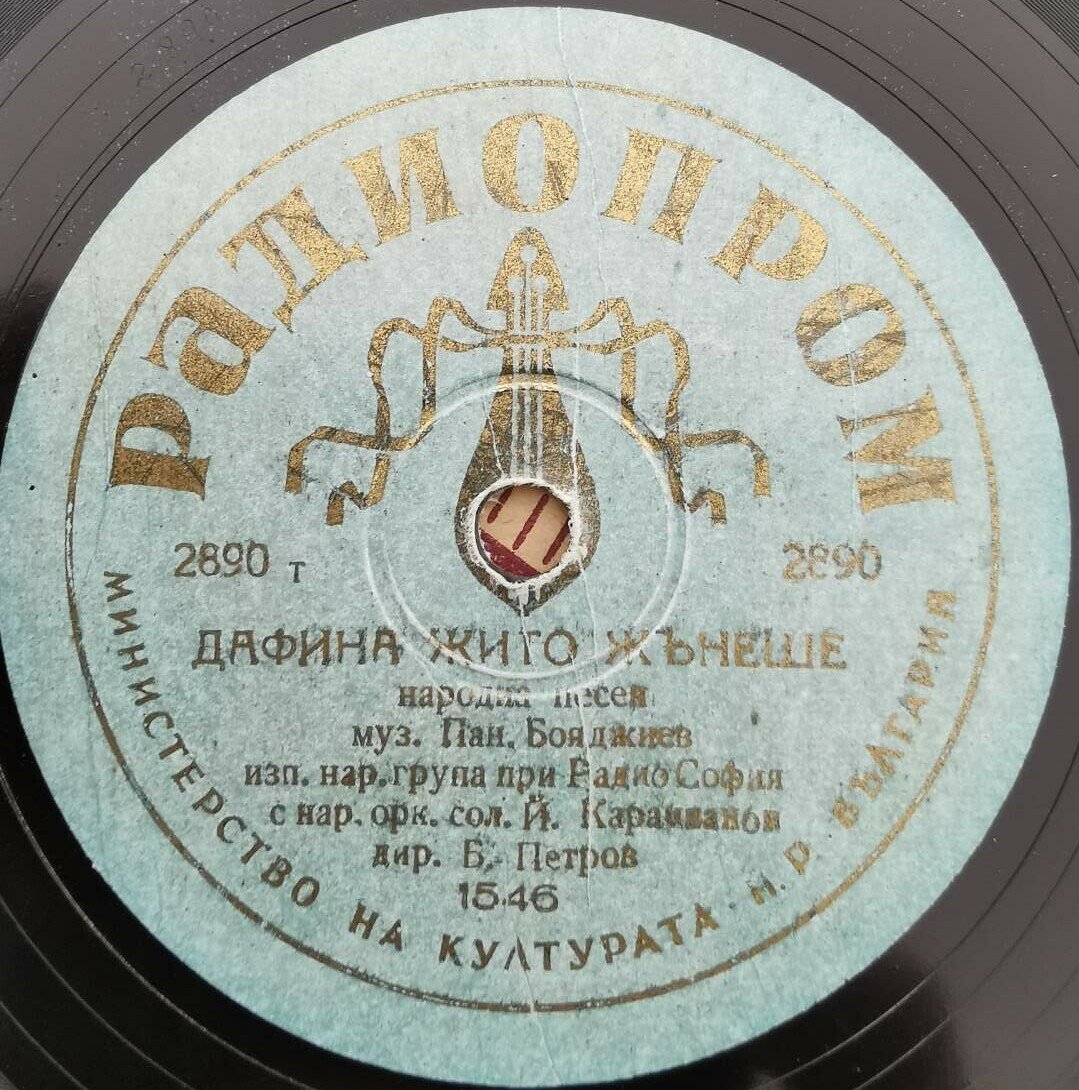 РАДИОПРОМ
2890 т
2890
ДАФИНА ЖИТО ЖЪНЕШЕ
народна песен
муз. Пан. Бояджиев
изп. нар. група при Радио София
с нар. орк. сол. Й.
дир. Б. Петров
1546
МИНИСТЕРСТВО НА КУЛТУРАТА Н. Р. БЪЛГАРИЯ